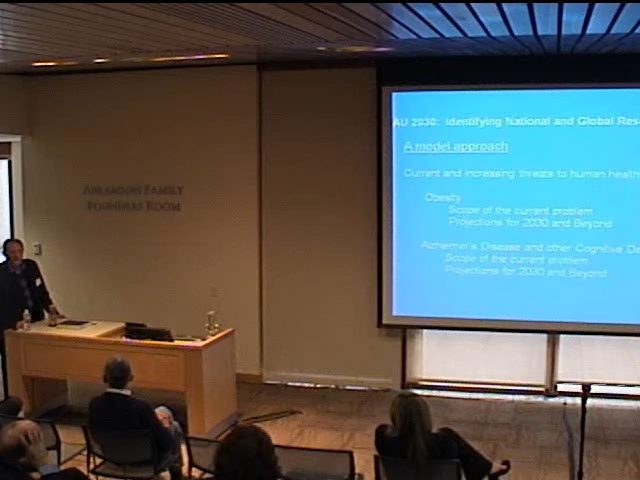 ABRAMSON FAMILY
FOUNDERS ROOM
AU 2030: Identifying National and Global Res
A model approach
Current and increasing threats to human health
Obesity
Scope of the current problem
Projections for 2030 and Beyond
Alzheimer's Disease and other Cognitive De
Scope of the current problem
Projections for 2030 and Beyond